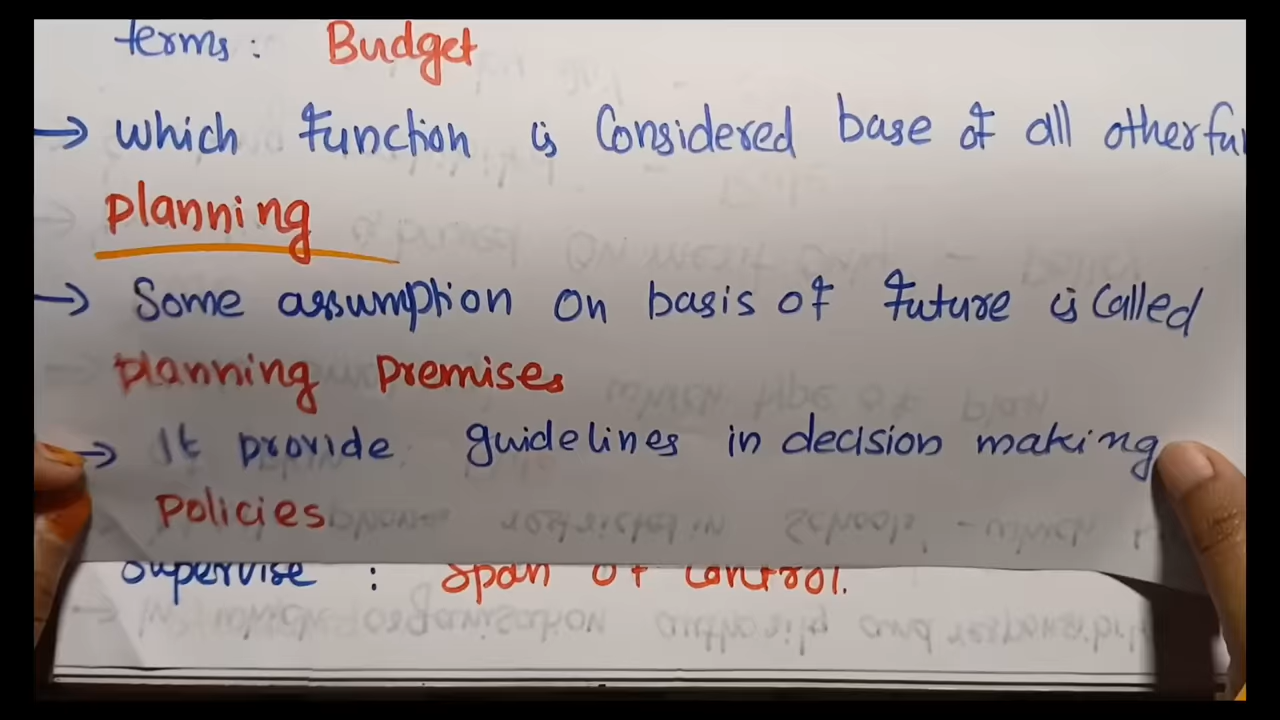 terms: Budget
→ which function is Considered base of all other fun
planning
→ Some assumption on basis of future is called
planning premises
→ It provide guidelines in decision making
policies
supervise : span of control.